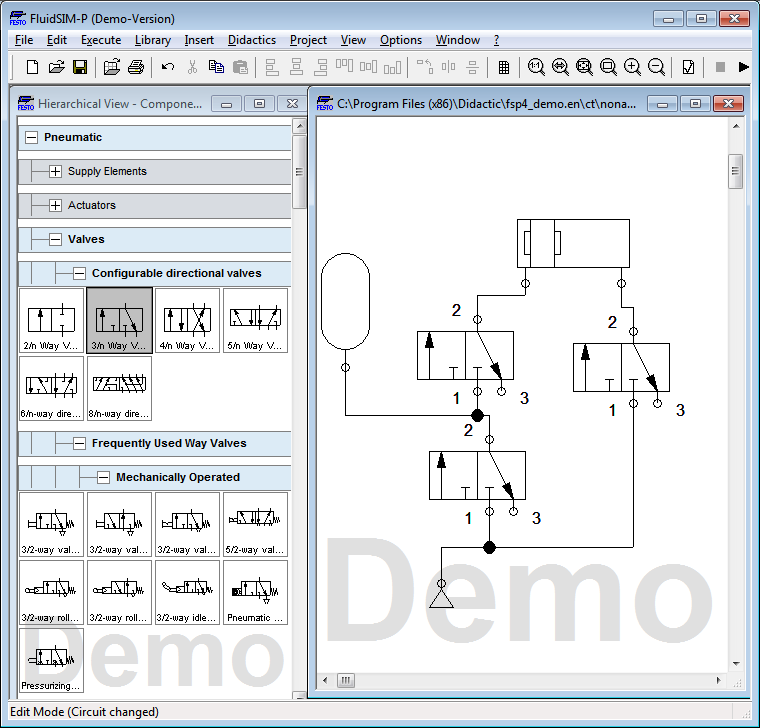 FESTO FluidSIM-P (Demo-Version)
File Edit Execute Library Insert Didactics Project View Options Window ?
1:1
FESTO Hierarchical View - Compone...
FESTO C:\Program Files (x86)\Didactic\fsp4_demo.en\ct\nona...
Pneumatic
Supply Elements
Actuators
Valves
Configurable directional valves
2/n Way V... 3/n Way V... 4/n Way V... 5/n Way V...
6/n-way dire... 8/n-way dire...
Frequently Used Way Valves
Mechanically Operated
3/2-way val... 3/2-way val... 3/2-way val... 5/2-way val...
3/2-way roll... 3/2-way roll... 3/2-way idle... Pneumatic ...
Pressurizing...
Demo
2
1 3
2
1 3
2
1 3
Demo
Edit Mode (Circuit changed)